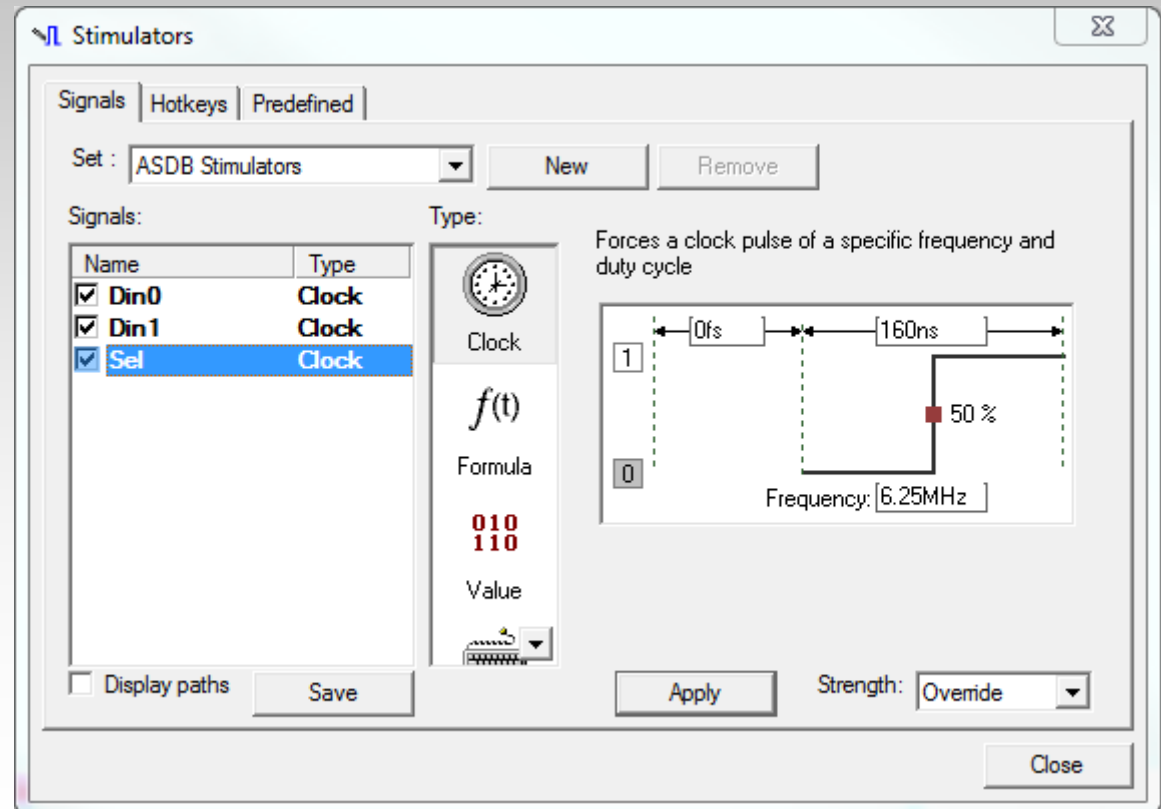 Stimulators
Signals Hotkeys Predefined
Set : ASDB Stimulators New Remove
Signals: Type:
Forces a clock pulse of a specific frequency and
duty cycle
Name Type
Din0 Clock
Din1 Clock
Sel Clock
Clock
f(t)
Formula
010
110
Value
0fs 160ns
1
50 %
0
Frequency: 6.25MHz
Display paths Save Apply Strength: Override
Close